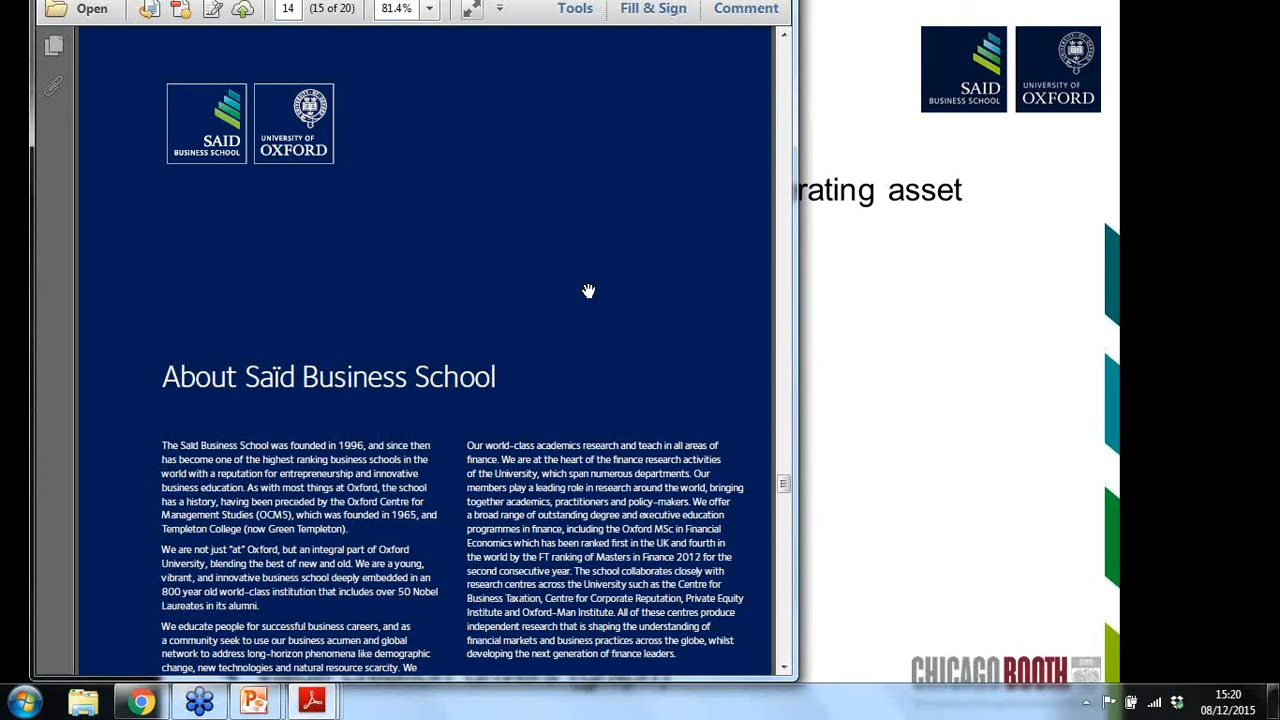 Open
14
(15 of 20)
81.4%
Tools
Fill & Sign
Comment
SAÏD
BUSINESS SCHOOL
UNIVERSITY OF
OXFORD
SAÏD
BUSINESS SCHOOL
UNIVERSITY OF
OXFORD
rating asset
About Saïd Business School
The Saïd Business School was founded in 1996, and since then
has become one of the highest ranking business schools in the
world with a reputation for entrepreneurship and innovative
business education. As with most things at Oxford, the school
has a history, having been preceded by the Oxford Centre for
Management Studies (OCMS), which was founded in 1965, and
Templeton College (now Green Templeton).
We are not just "at" Oxford, but an integral part of Oxford
University, blending the best of new and old. We are a young,
vibrant, and innovative business school deeply embedded in an
800 year old world-class institution that includes over 50 Nobel
Laureates in its alumni.
We educate people for successful business careers, and as
a community seek to use our business acumen and global
network to address long-horizon phenomena like demographic
change, new technologies and natural resource scarcity. We
Our world-class academics research and teach in all areas of
finance. We are at the heart of the finance research activities
of the University, which span numerous departments. Our
members play a leading role in research around the world, bringing
together academics, practitioners and policy-makers. We offer
a broad range of outstanding degree and executive education
programmes in finance, including the Oxford MSc in Financial
Economics which has been ranked first in the UK and fourth in
the world by the FT ranking of Masters in Finance 2012 for the
second consecutive year. The school collaborates closely with
research centres across the University such as the Centre for
Business Taxation, Centre for Corporate Reputation, Private Equity
Institute and Oxford-Man Institute. All of these centres produce
independent research that is shaping the understanding of
financial markets and business practices across the globe, whilst
developing the next generation of finance leaders.
CHICAGO BOOTH
15:20
08/12/2015